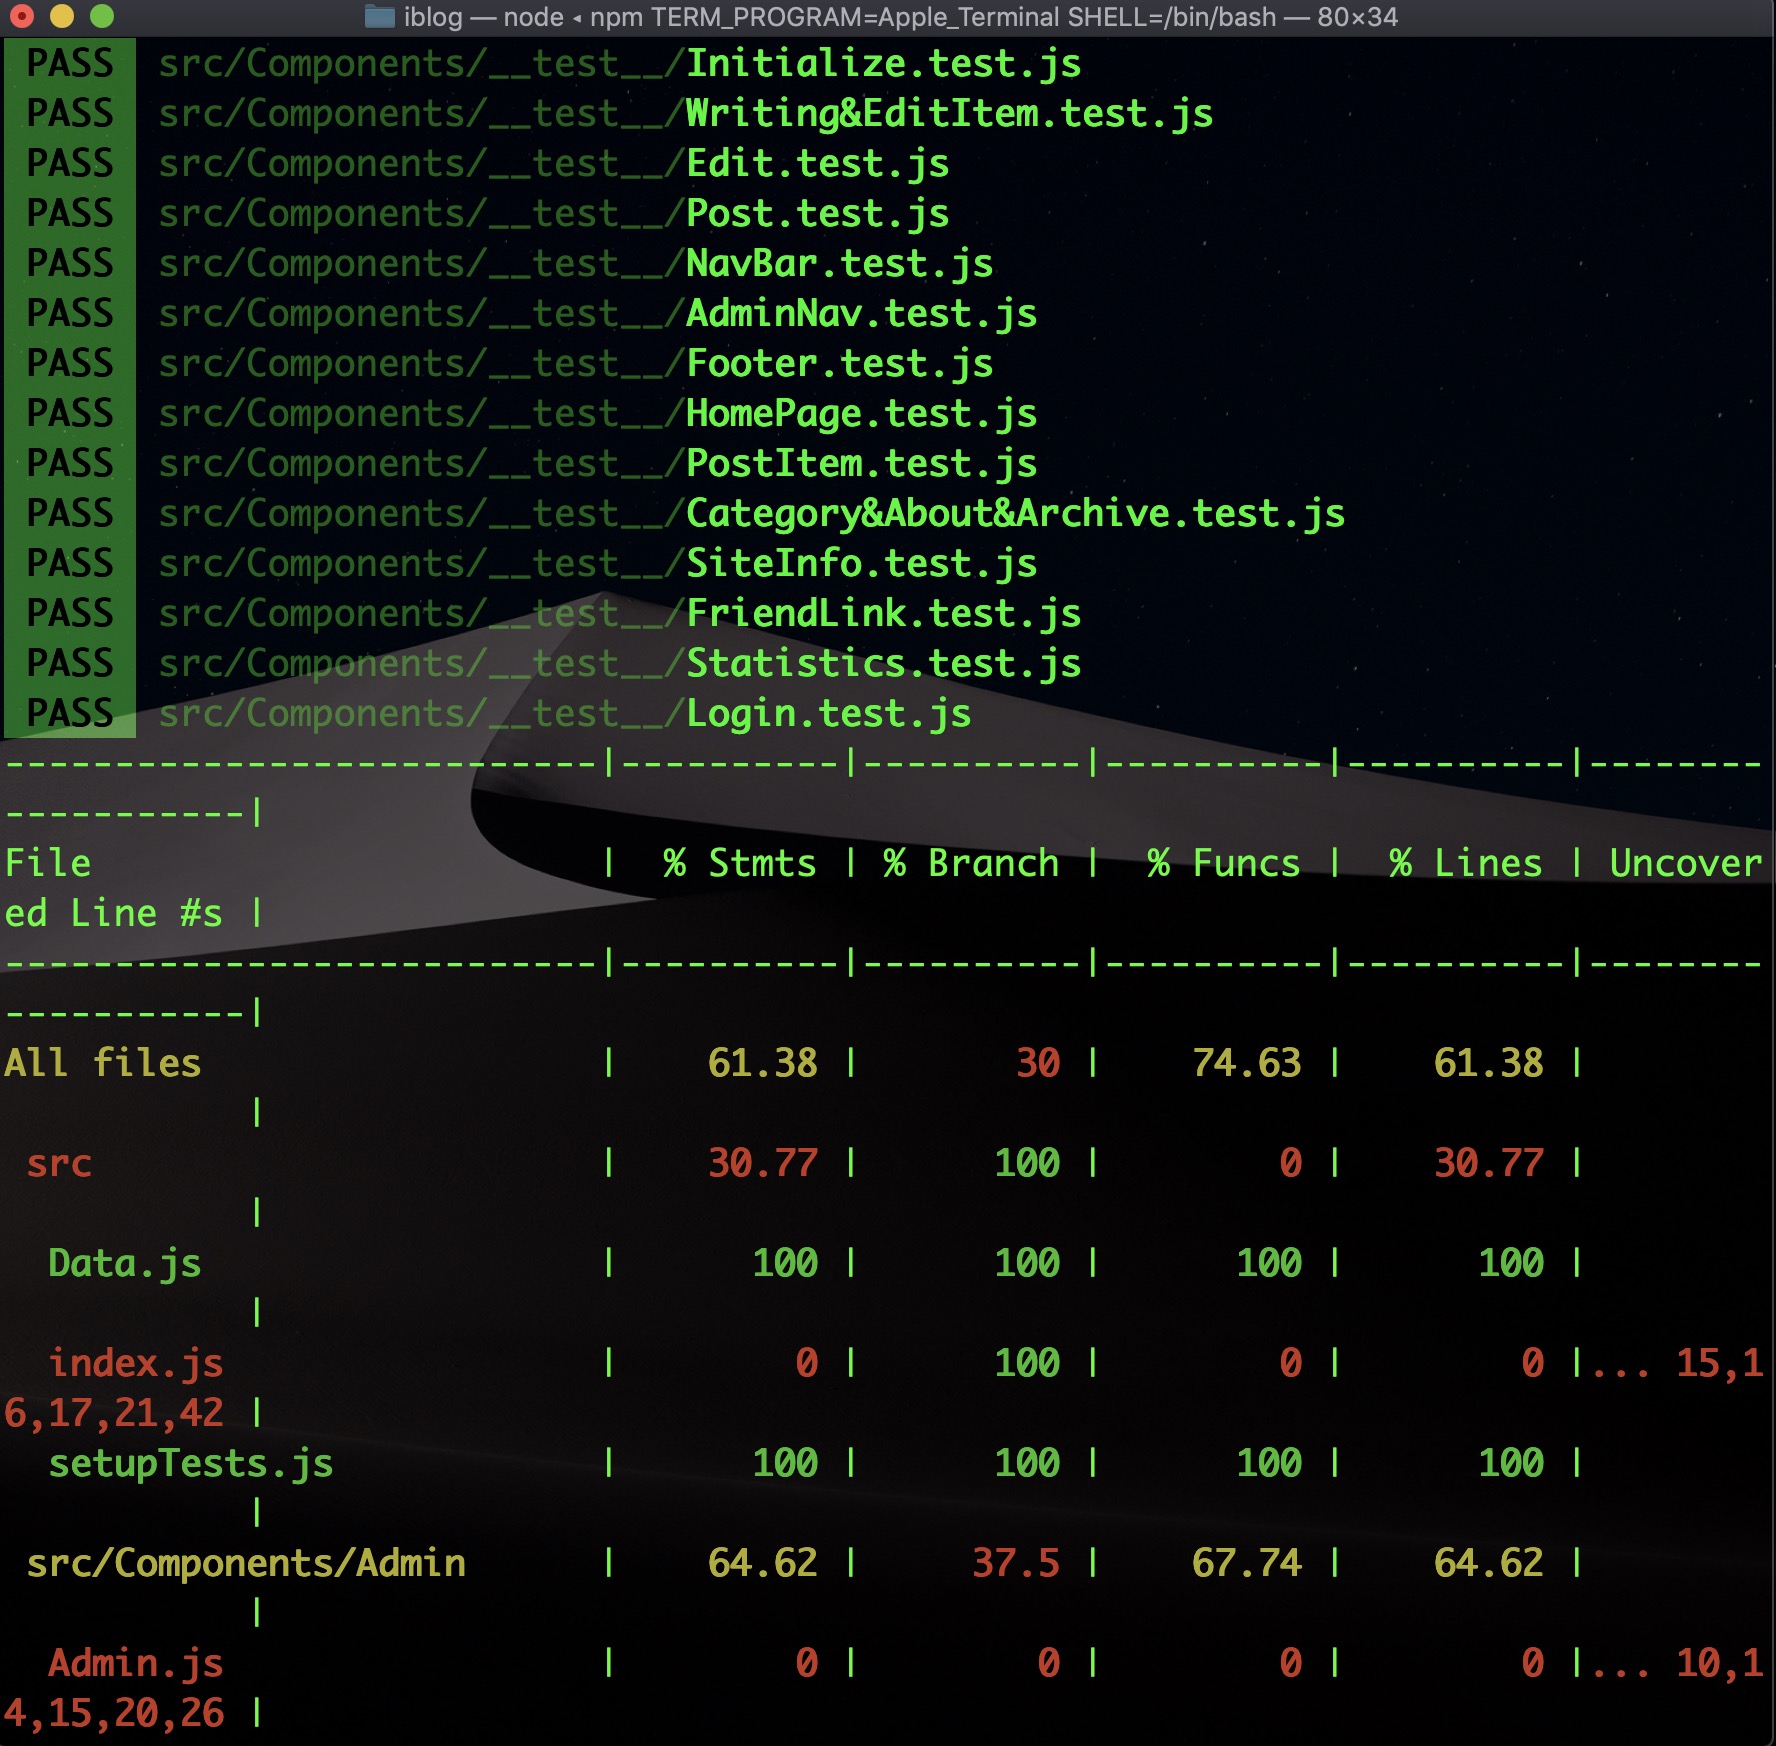 iblog — node ◂ npm TERM_PROGRAM=Apple_Terminal SHELL=/bin/bash — 80×34
PASS src/Components/__test__/Initialize.test.js
PASS src/Components/__test__/Writing&EditItem.test.js
PASS src/Components/__test__/Edit.test.js
PASS src/Components/__test__/Post.test.js
PASS src/Components/__test__/NavBar.test.js
PASS src/Components/__test__/AdminNav.test.js
PASS src/Components/__test__/Footer.test.js
PASS src/Components/__test__/HomePage.test.js
PASS src/Components/__test__/PostItem.test.js
PASS src/Components/__test__/Category&About&Archive.test.js
PASS src/Components/__test__/SiteInfo.test.js
PASS src/Components/__test__/FriendLink.test.js
PASS src/Components/__test__/Statistics.test.js
PASS src/Components/__test__/Login.test.js
---------------------------|----------|----------|----------|----------|--------
-----------|
File                       |  % Stmts | % Branch |  % Funcs |  % Lines | Uncover
ed Line #s |
---------------------------|----------|----------|----------|----------|--------
-----------|
All files                  |    61.38 |       30 |    74.63 |    61.38 |
           |
 src                       |    30.77 |      100 |        0 |    30.77 |
           |
  Data.js                  |      100 |      100 |      100 |      100 |
           |
  index.js                 |        0 |      100 |        0 |        0 |... 15,1
6,17,21,42 |
  setupTests.js            |      100 |      100 |      100 |      100 |
           |
 src/Components/Admin      |    64.62 |     37.5 |    67.74 |    64.62 |
           |
  Admin.js                 |        0 |        0 |        0 |        0 |... 10,1
4,15,20,26 |